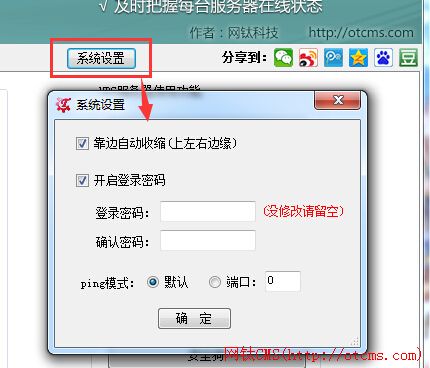 √ 及时把握每台服务器在线状态
作者：网钛科技 http://otcms.com
系统设置
分享到：
豆
VPS服务器使用功能
系统设置
靠边自动收缩(上左右边缘)
开启登录密码
登录密码：
(没修改请留空)
确认密码：
ping模式： 默认 端口： 0
确 定
安全狗
网钛CMS(http://otcms.com)